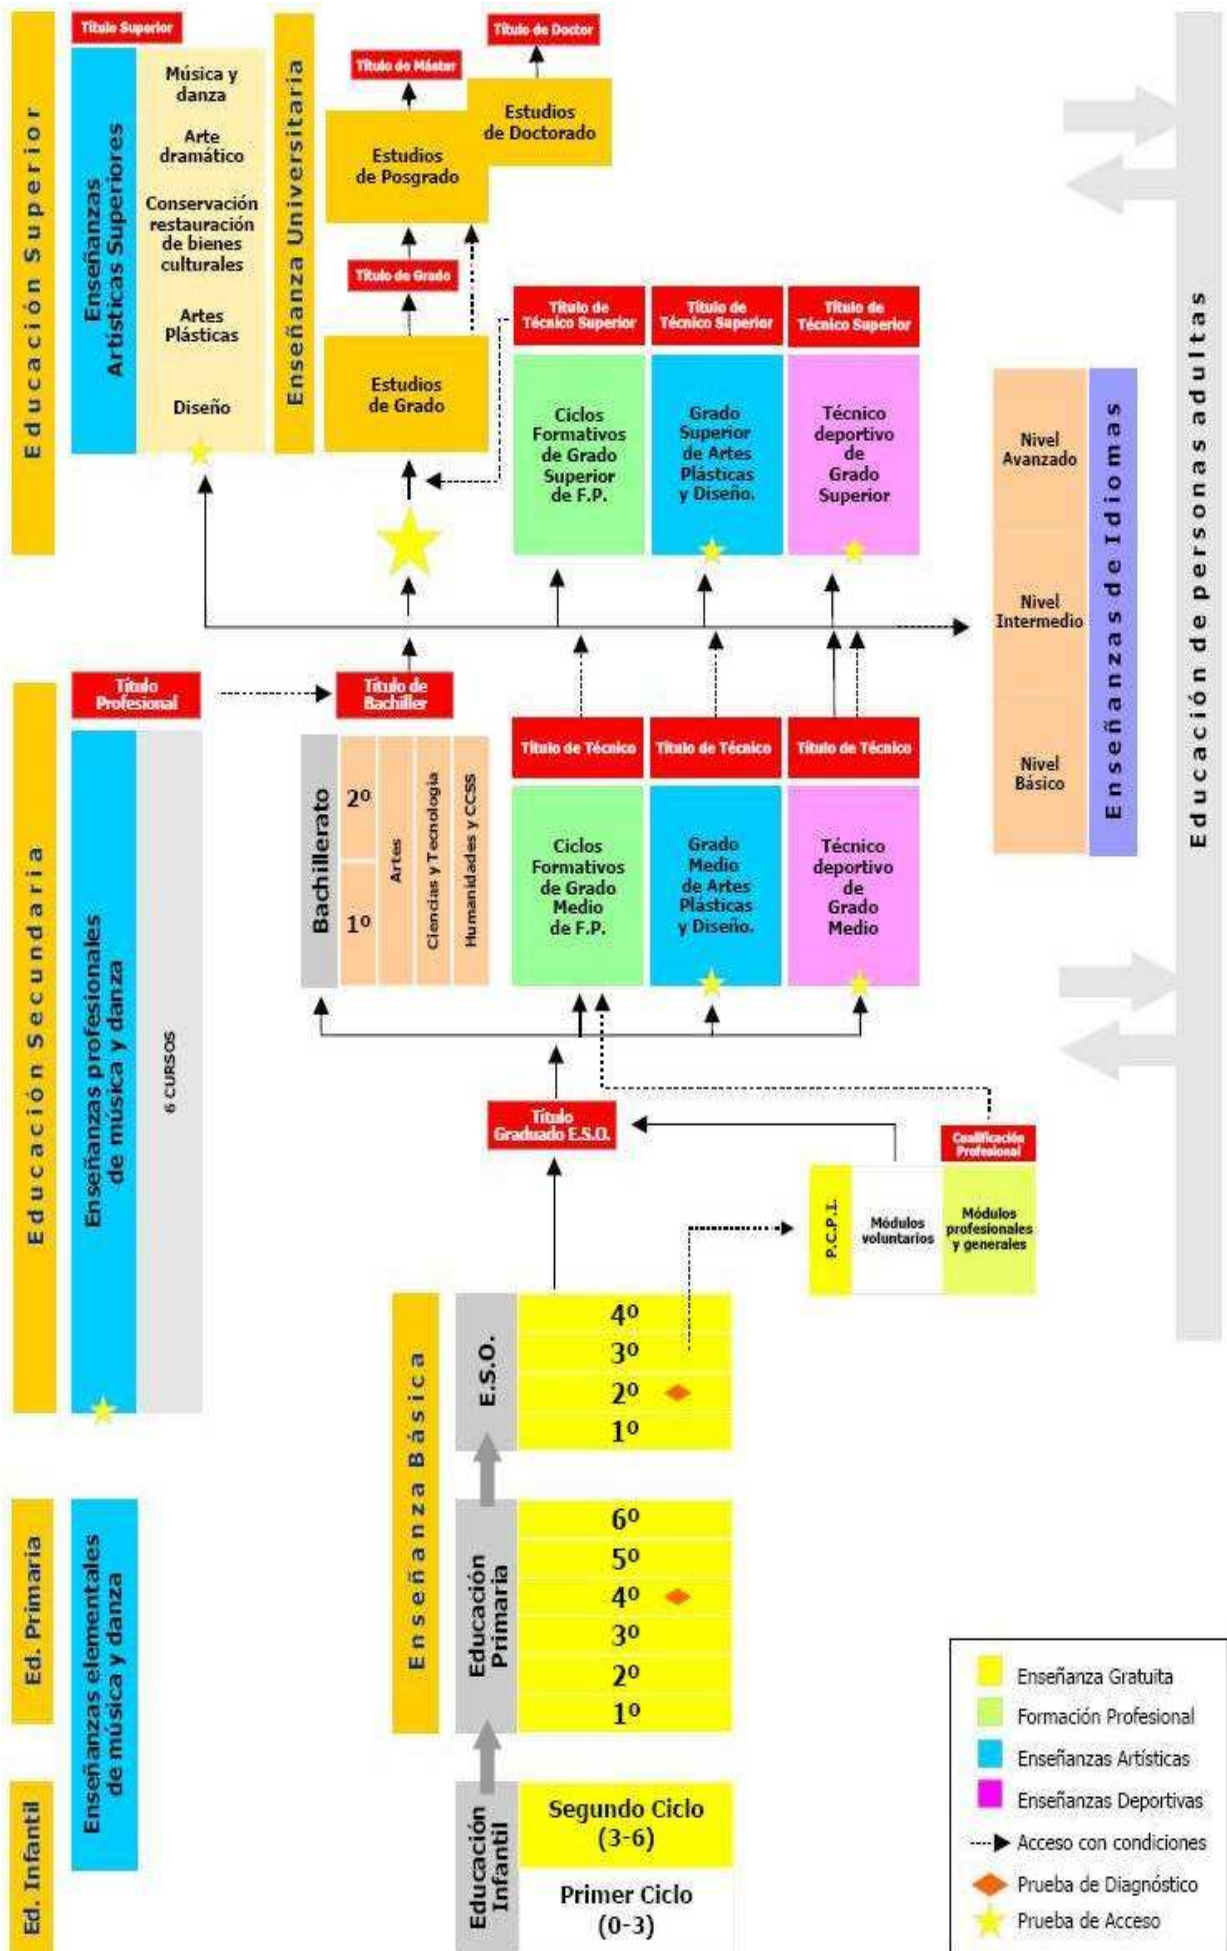 Educación Superior
Título Superior
Enseñanzas
Artísticas Superiores
Música y
danza
Arte
dramático
Conservación
restauración
de bienes
culturales
Artes
Plásticas
Diseño
Enseñanza Universitaria
Título de Máster
Título de Doctor
Estudios
de Posgrado
Estudios
de Doctorado
Título de Grado
Estudios
de Grado
Título de
Técnico Superior
Título de
Técnico Superior
Título de
Técnico Superior
Ciclos
Formativos
de Grado
Superior
de F.P.
Grado
Superior
de Artes
Plásticas
y Diseño.
Técnico
deportivo
de
Grado
Superior
Nivel
Avanzado
Nivel
Intermedio
Nivel
Básico
Enseñanzas de Idiomas
Educación de personas adultas
Educación Secundaria
Título
Profesional
Enseñanzas profesionales
de música y danza
6 CURSOS
Título de
Bachiller
Bachillerato
2º
1º
Artes
Ciencias y Tecnología
Humanidades y CCSS
Título de Técnico
Título de Técnico
Título de Técnico
Ciclos
Formativos
de Grado
Medio
de F.P.
Grado
Medio
de Artes
Plásticas
y Diseño.
Técnico
deportivo
de
Grado
Medio
Título
Graduado E.S.O.
Cualificación
Profesional
P.C.P.I.
Módulos
voluntarios
Módulos
profesionales
y generales
Enseñanza Básica
E.S.O.
4º
3º
2º
1º
Ed. Primaria
Enseñanzas elementales
de música y danza
Educación
Primaria
6º
5º
4º
3º
2º
1º
Ed. Infantil
Educación
Infantil
Segundo Ciclo
(3-6)
Primer Ciclo
(0-3)
Enseñanza Gratuita
Formación Profesional
Enseñanzas Artísticas
Enseñanzas Deportivas
Acceso con condiciones
Prueba de Diagnóstico
Prueba de Acceso